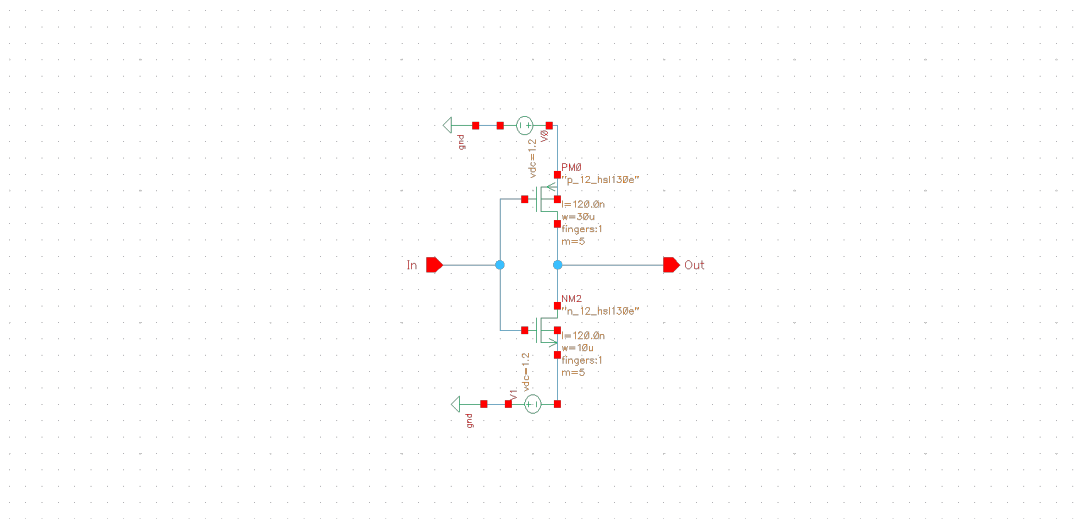 gnd
V0
vdc=1.2
PM0
"p_12_hsl130e"
l=120.0n
w=30u
fingers:1
m=5
In
Out
NM2
"n_12_hsl130e"
l=120.0n
w=10u
fingers:1
m=5
vdc=1.2
V1
gnd